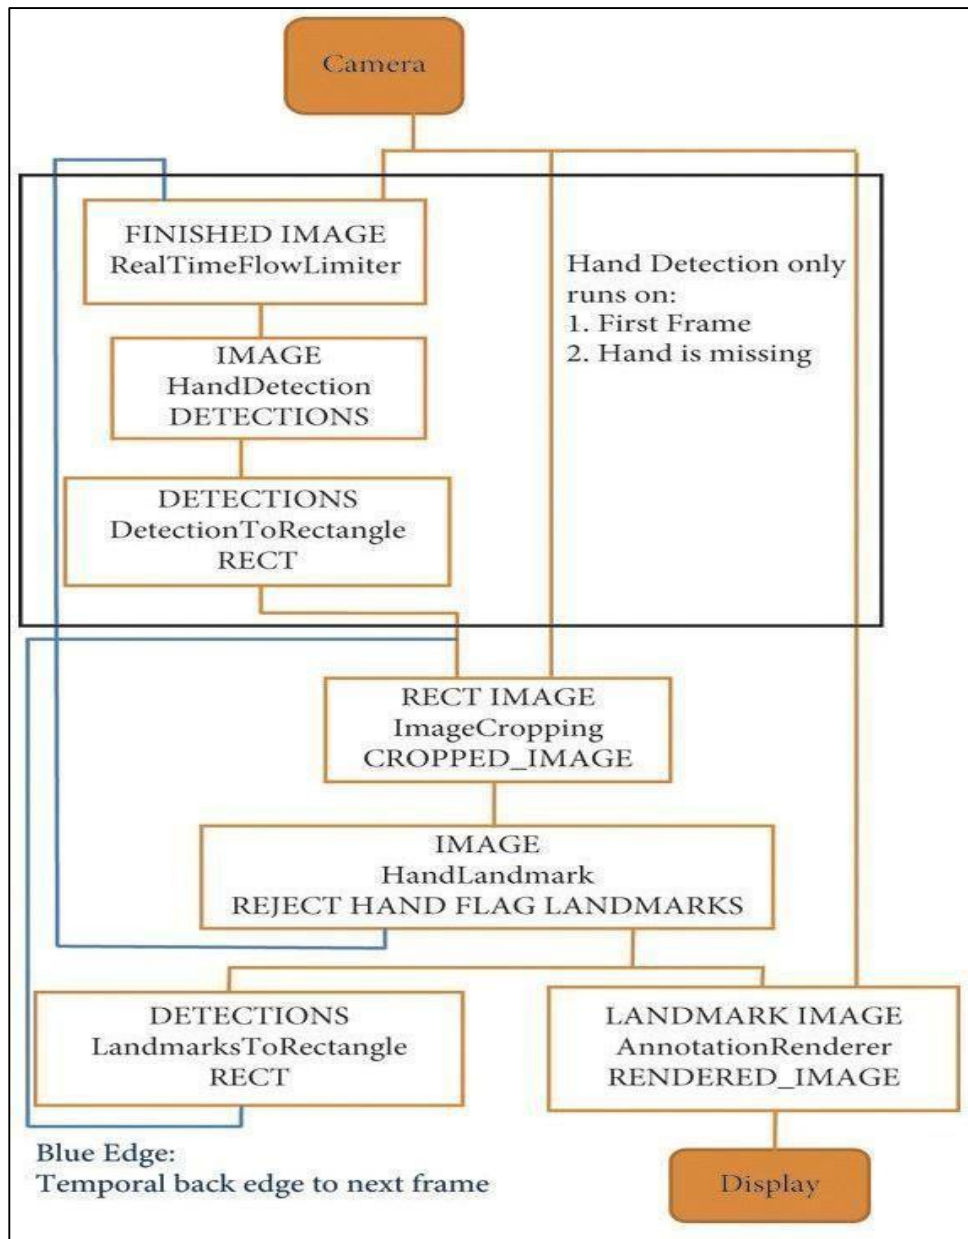 Camera
FINISHED IMAGE
RealTimeFlowLimiter
Hand Detection only
runs on:
1. First Frame
2. Hand is missing
IMAGE
HandDetection
DETECTIONS
DETECTIONS
DetectionToRectangle
RECT
RECT IMAGE
ImageCropping
CROPPED_IMAGE
IMAGE
HandLandmark
REJECT HAND FLAG LANDMARKS
DETECTIONS
LandmarksToRectangle
RECT
LANDMARK IMAGE
AnnotationRenderer
RENDERED_IMAGE
Blue Edge:
Temporal back edge to next frame
Display